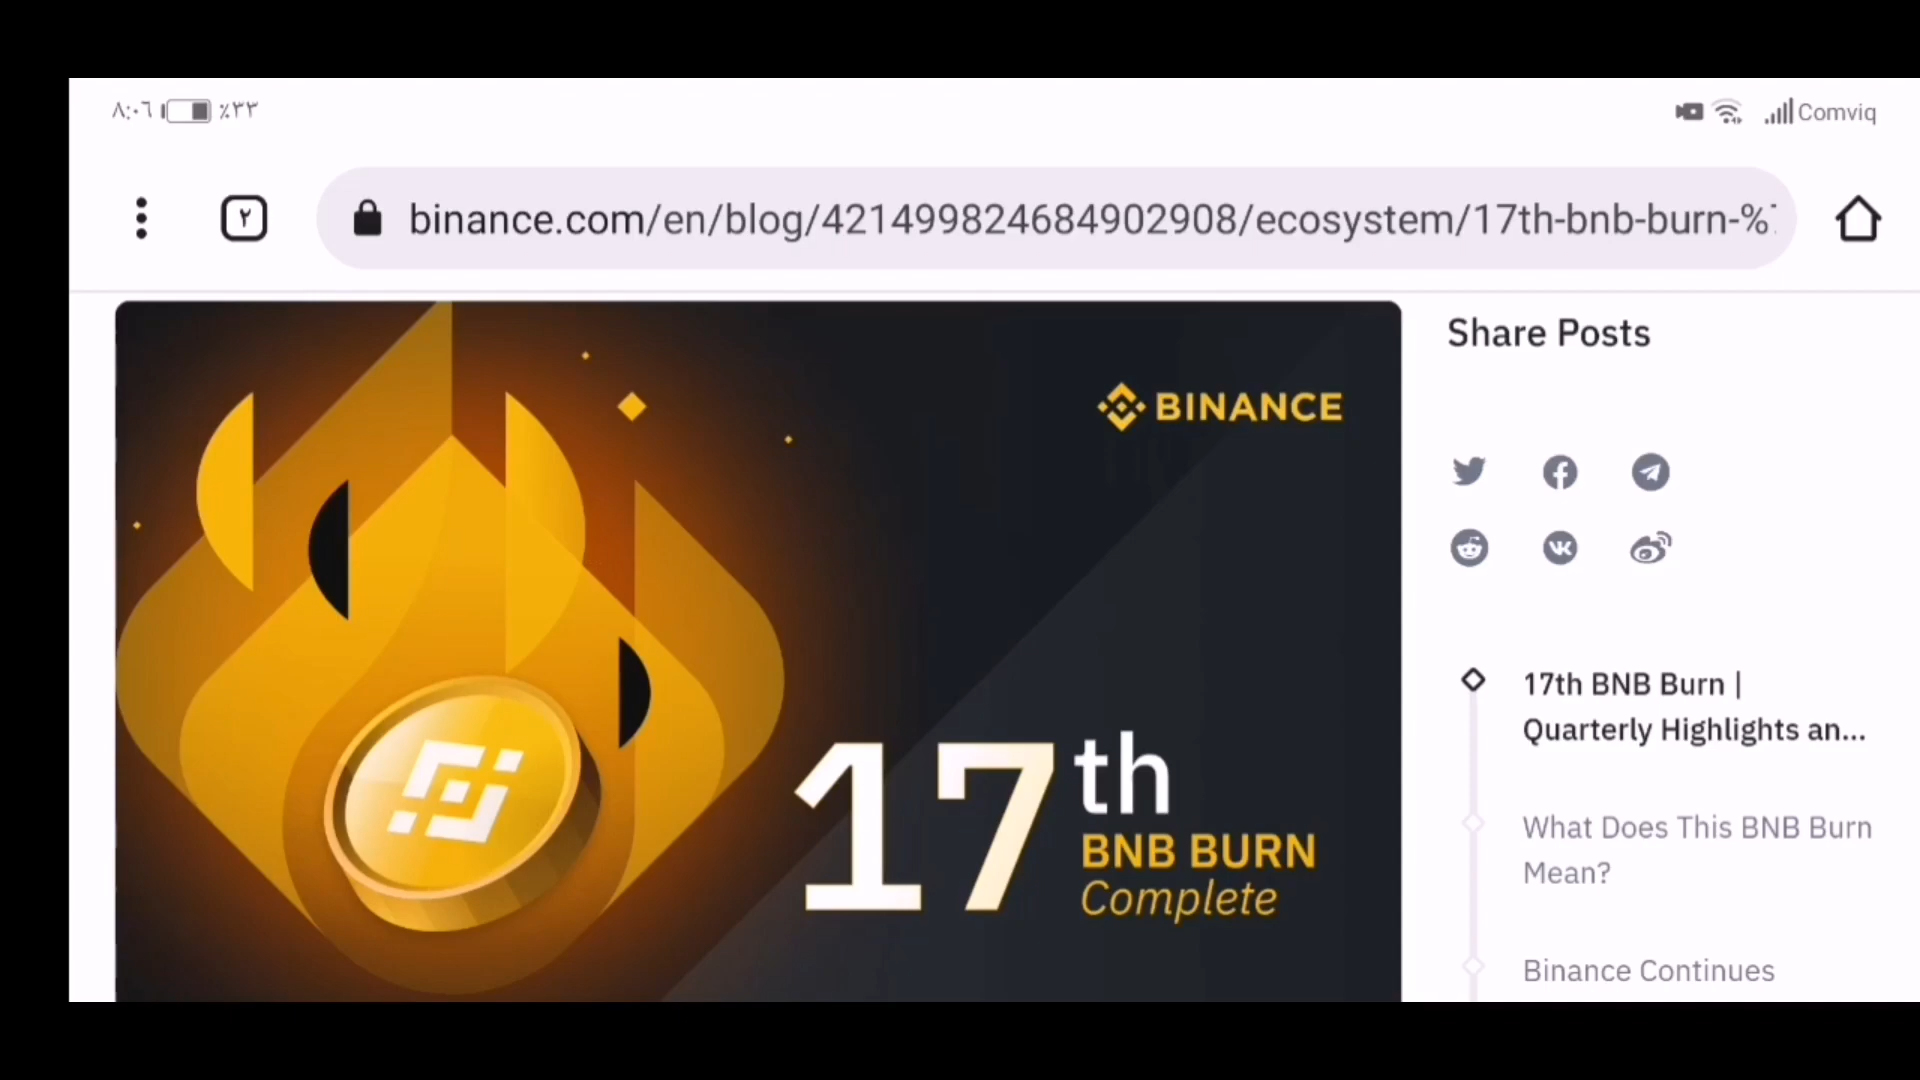 ٨:٠٦ ٪٣٣
Comviq
٢
binance.com/en/blog/421499824684902908/ecosystem/17th-bnb-burn-%
Share Posts
BINANCE
17th
BNB BURN
Complete
17th BNB Burn |
Quarterly Highlights an...
What Does This BNB Burn
Mean?
Binance Continues